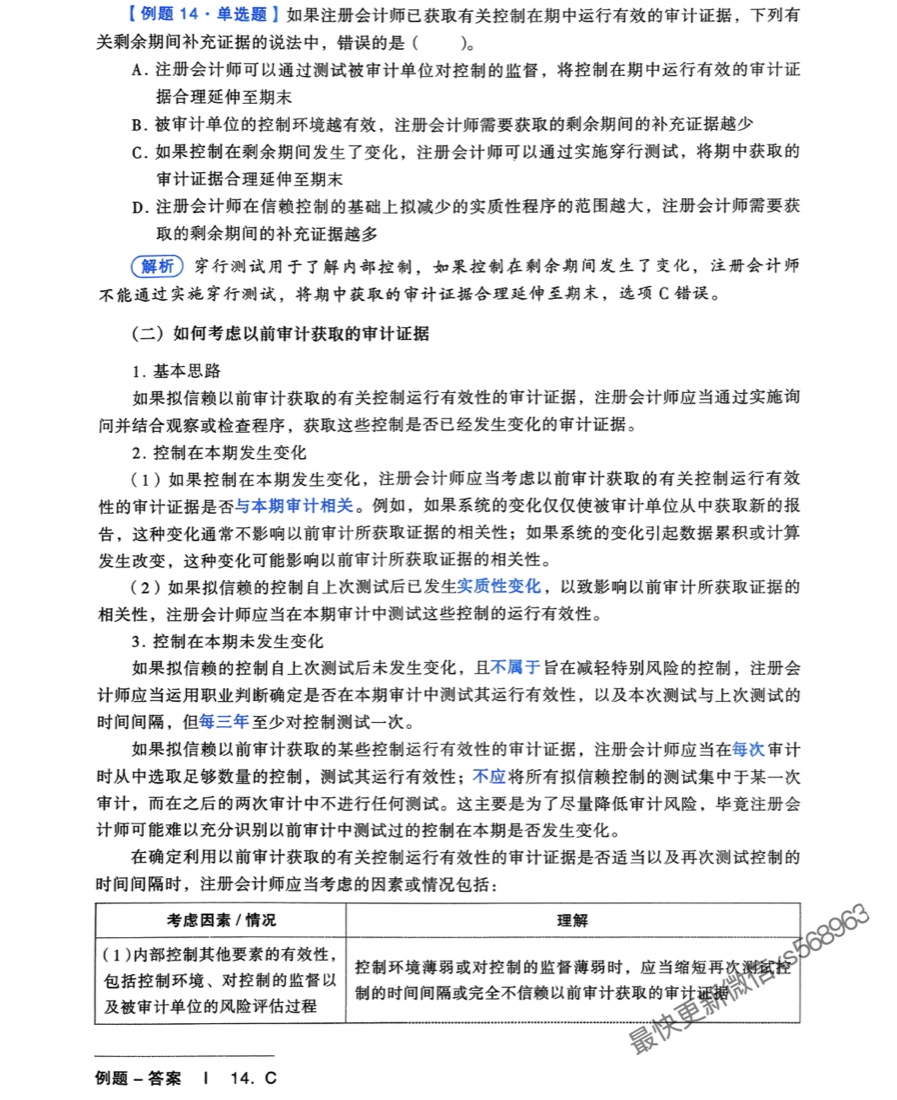 【例题 14·单选题】如果注册会计师已获取有关控制在期中运行有效的审计证据，下列有
关剩余期间补充证据的说法中，错误的是（　　）。
A. 注册会计师可以通过测试被审计单位对控制的监督，将控制在期中运行有效的审计证
据合理延伸至期末
B. 被审计单位的控制环境越有效，注册会计师需要获取的剩余期间的补充证据越少
C. 如果控制在剩余期间发生了变化，注册会计师可以通过实施穿行测试，将期中获取的
审计证据合理延伸至期末
D. 注册会计师在信赖控制的基础上拟减少的实质性程序的范围越大，注册会计师需要获
取的剩余期间的补充证据越多
解析 穿行测试用于了解内部控制，如果控制在剩余期间发生了变化，注册会计师
不能通过实施穿行测试，将期中获取的审计证据合理延伸至期末，选项 C 错误。
（二）如何考虑以前审计获取的审计证据
1. 基本思路
如果拟信赖以前审计获取的有关控制运行有效性的审计证据，注册会计师应当通过实施询
问并结合观察或检查程序，获取这些控制是否已经发生变化的审计证据。
2. 控制在本期发生变化
（1）如果控制在本期发生变化，注册会计师应当考虑以前审计获取的有关控制运行有效
性的审计证据是否与本期审计相关。例如，如果系统的变化仅仅使被审计单位从中获取新的报
告，这种变化通常不影响以前审计所获取证据的相关性；如果系统的变化引起数据累积或计算
发生改变，这种变化可能影响以前审计所获取证据的相关性。
（2）如果拟信赖的控制自上次测试后已发生实质性变化，以致影响以前审计所获取证据的
相关性，注册会计师应当在本期审计中测试这些控制的运行有效性。
3. 控制在本期未发生变化
如果拟信赖的控制自上次测试后未发生变化，且不属于旨在减轻特别风险的控制，注册会
计师应当运用职业判断确定是否在本期审计中测试其运行有效性，以及本次测试与上次测试的
时间间隔，但每三年至少对控制测试一次。
如果拟信赖以前审计获取的某些控制运行有效性的审计证据，注册会计师应当在每次审计
时从中选取足够数量的控制，测试其运行有效性；不应将所有拟信赖控制的测试集中于某一次
审计，而在之后的两次审计中不进行任何测试。这主要是为了尽量降低审计风险，毕竟注册会
计师可能难以充分识别以前审计中测试过的控制在本期是否发生变化。
在确定利用以前审计获取的有关控制运行有效性的审计证据是否适当以及再次测试控制的
时间间隔时，注册会计师应当考虑的因素或情况包括：
考虑因素 / 情况　理解
（1）内部控制其他要素的有效性，
包括控制环境、对控制的监督以
及被审计单位的风险评估过程
控制环境薄弱或对控制的监督薄弱时，应当缩短再次测试控
制的时间间隔或完全不信赖以前审计获取的审计证据
最快更新微信xs568963
例题 – 答案　|　14. C